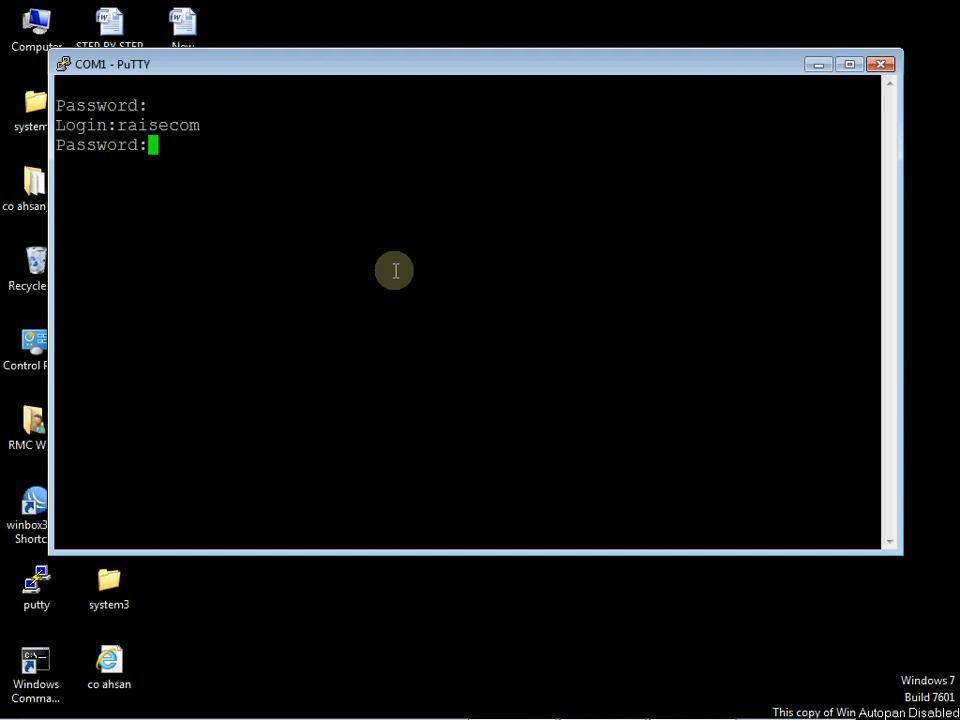 Computer
STEP BY STEP
New
COM1 - PuTTY
Password:
Login:raisecom
Password:
system
co ahsan
Recycle
Control P
RMC W
winbox3
Shortc
putty
system3
Windows
Comma...
co ahsan
Windows 7
Build 7601
This copy of Win Autopan Disabled